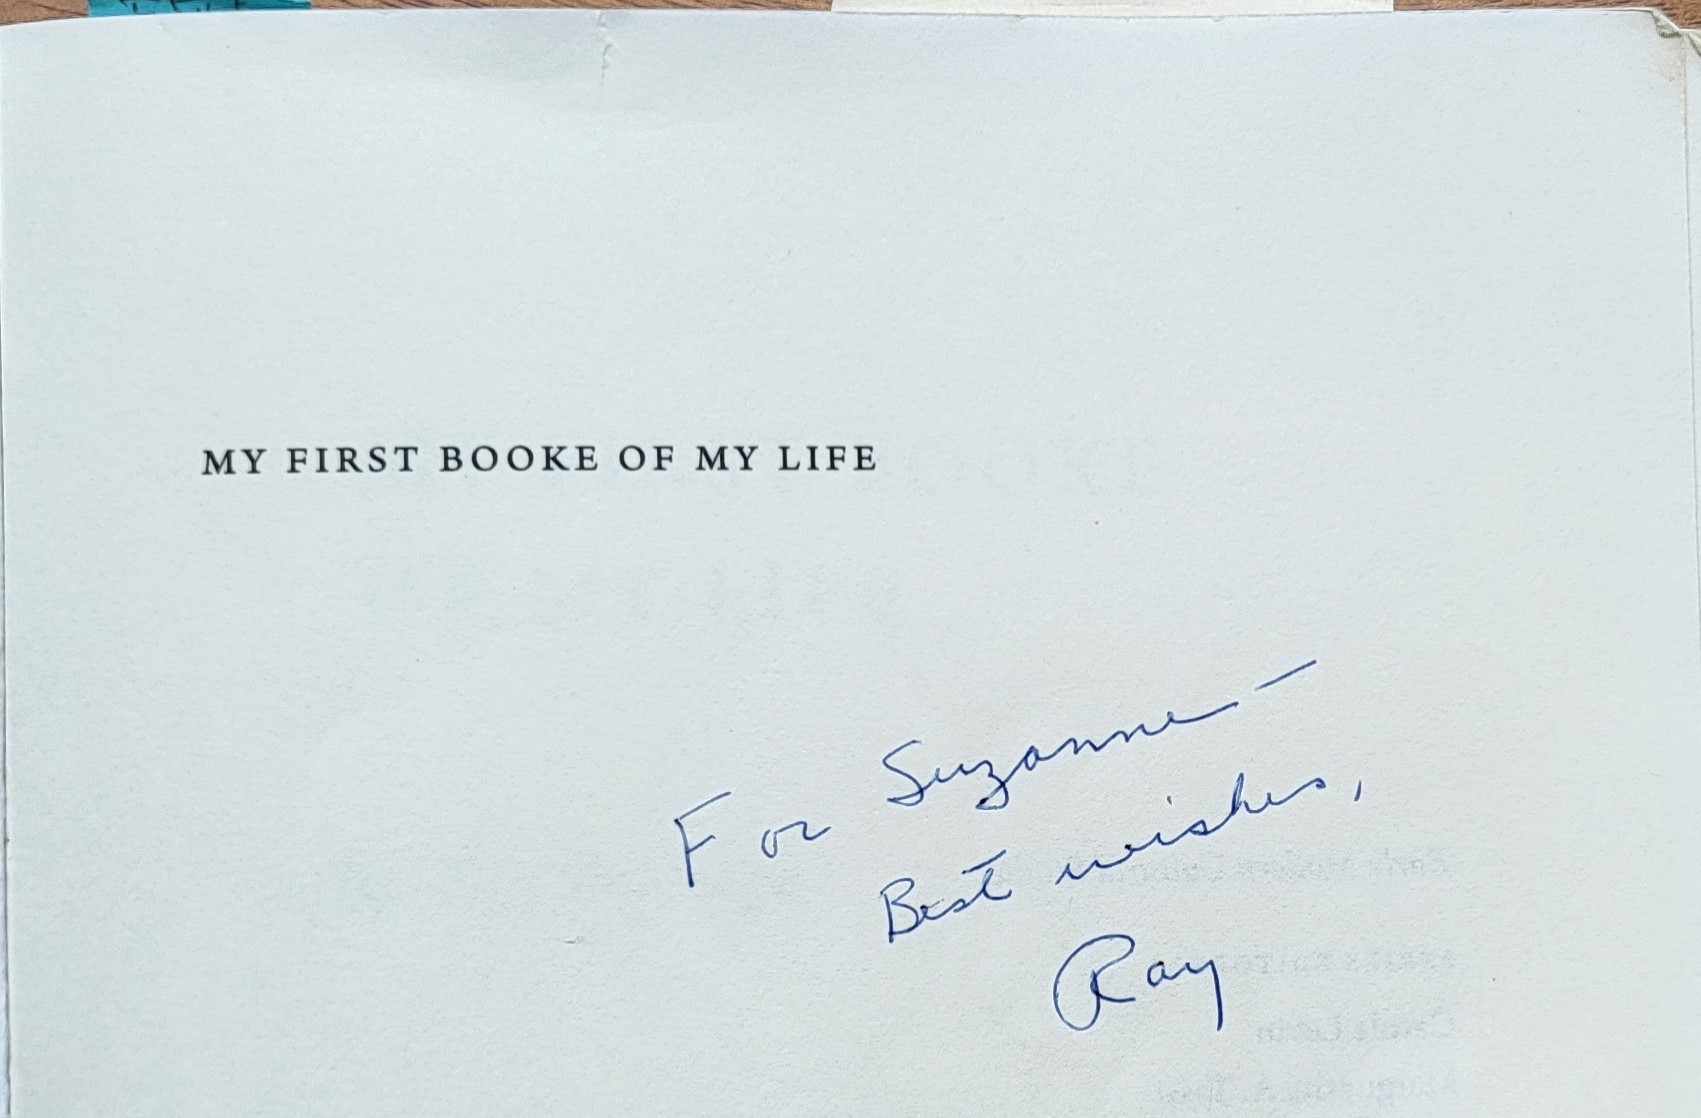 MY FIRST BOOKE OF MY LIFE
For Suzanne —
Best wishes,
Ray